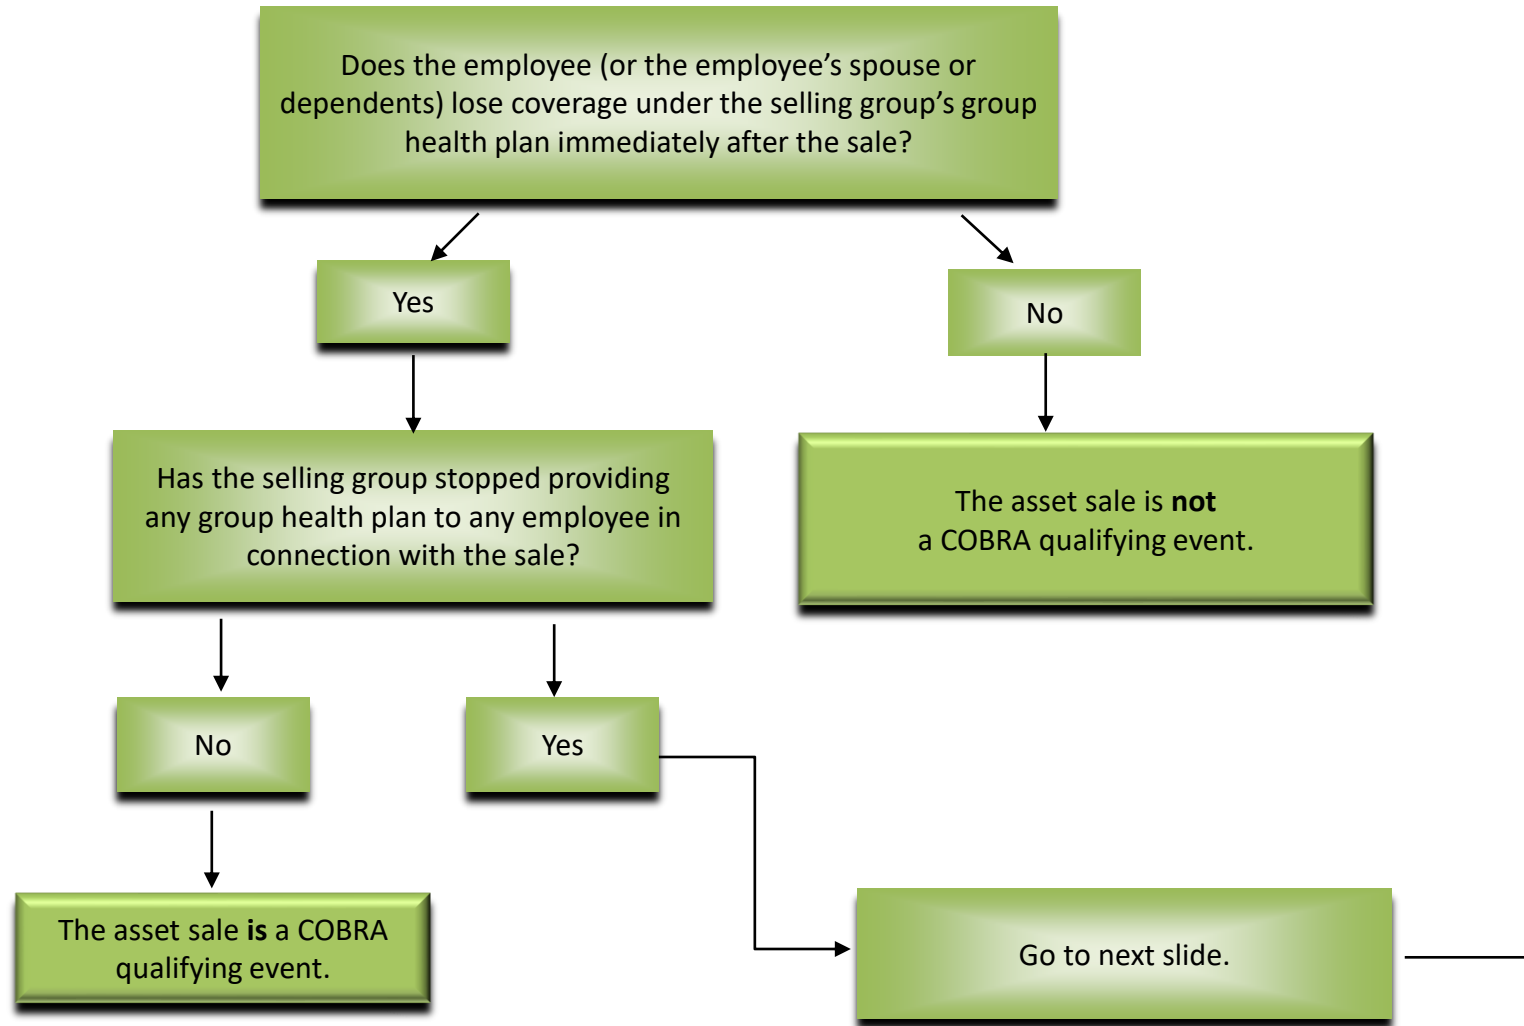 Does the employee (or the employee’s spouse or
dependents) lose coverage under the selling group’s group
health plan immediately after the sale?
Yes
No
Has the selling group stopped providing
any group health plan to any employee in
connection with the sale?
The asset sale is not
a COBRA qualifying event.
No
Yes
The asset sale is a COBRA
qualifying event.
Go to next slide.